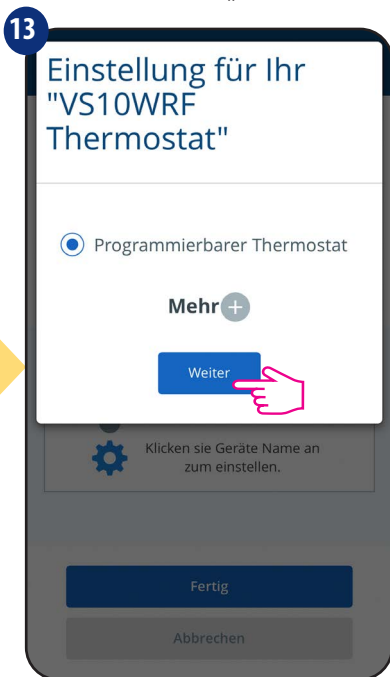 13
Einstellung für Ihr
"VS10WRF
Thermostat"
Programmierbarer Thermostat
Mehr +
Weiter
Klicken sie Geräte Name an
zum einstellen.
Fertig
Abbrechen